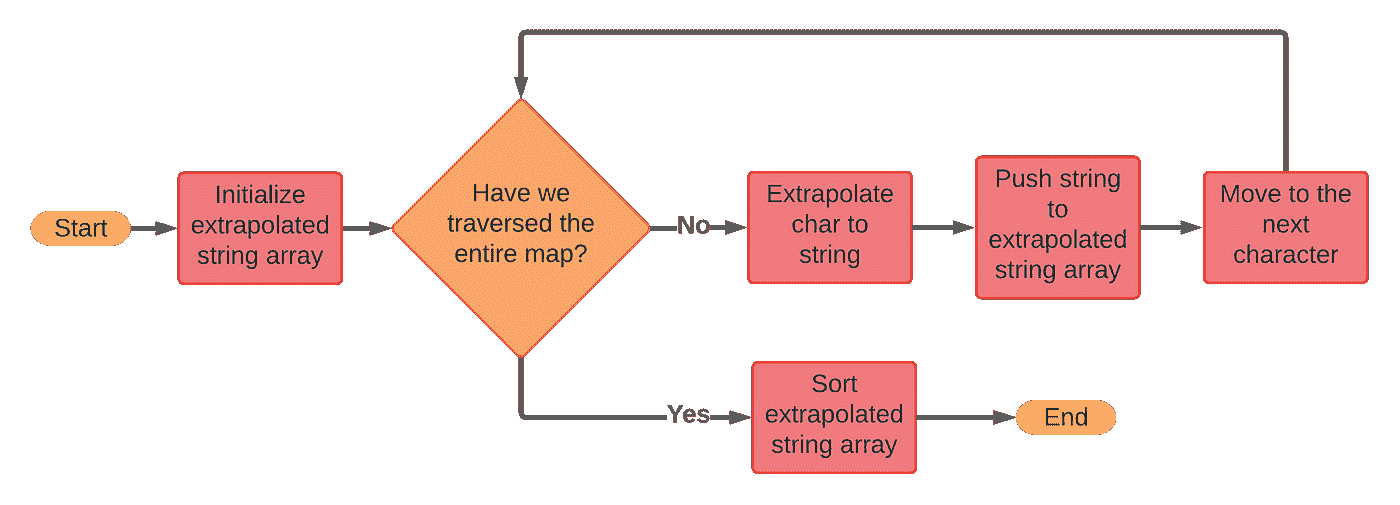 Start
Initialize
extrapolated
string array
Have we
traversed the
entire map?
No
Extrapolate
char to
string
Push string
to
extrapolated
string array
Move to the
next
character
Yes
Sort
extrapolated
string array
End